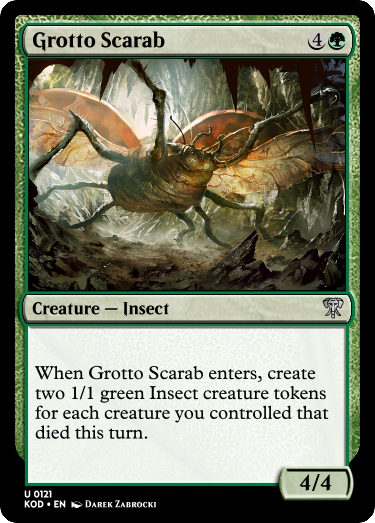 Grotto Scarab 4
Creature — Insect
When Grotto Scarab enters, create
two 1/1 green Insect creature tokens
for each creature you controlled that
died this turn.
4/4
U 0121
KOD • EN Darek Zabrocki